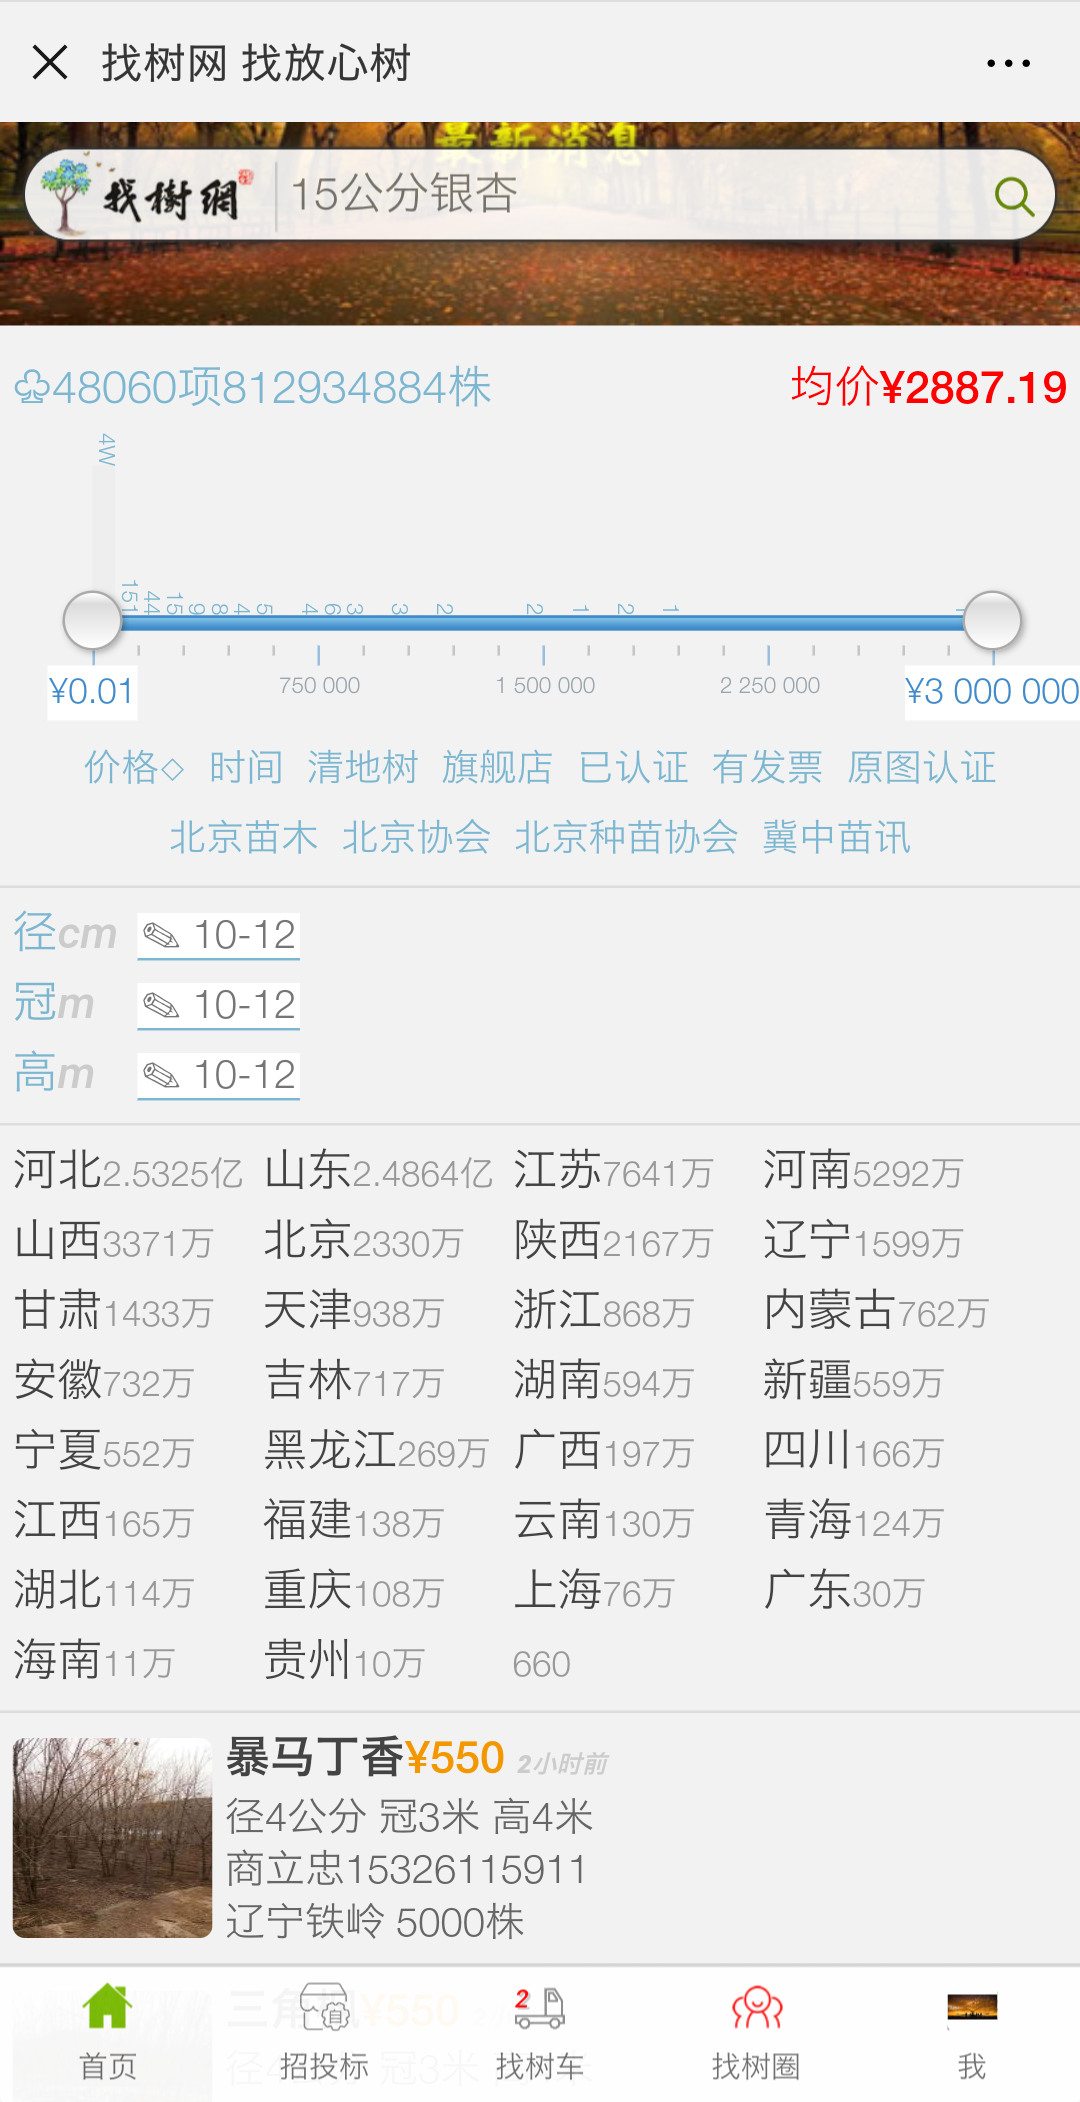 找树网 找放心树
最新消息
找樹網 15公分银杏
♧48060项812934884株 均价¥2887.19
4W
151 44 15 9 8 4 5 4 6 3 3 2 2 1 2 1 1
750 000 1 500 000 2 250 000
¥0.01 ¥3 000 000
价格◇ 时间 清地树 旗舰店 已认证 有发票 原图认证
北京苗木 北京协会 北京种苗协会 冀中苗讯
径cm ✎ 10-12
冠m ✎ 10-12
高m ✎ 10-12
河北2.5325亿 山东2.4864亿 江苏7641万 河南5292万
山西3371万 北京2330万 陕西2167万 辽宁1599万
甘肃1433万 天津938万 浙江868万 内蒙古762万
安徽732万 吉林717万 湖南594万 新疆559万
宁夏552万 黑龙江269万 广西197万 四川166万
江西165万 福建138万 云南130万 青海124万
湖北114万 重庆108万 上海76万 广东30万
海南11万 贵州10万 660
暴马丁香¥550 2小时前
径4公分 冠3米 高4米
商立忠15326115911
辽宁铁岭 5000株
三角枫¥550
2
首页 招投标 找树车 找树圈 我